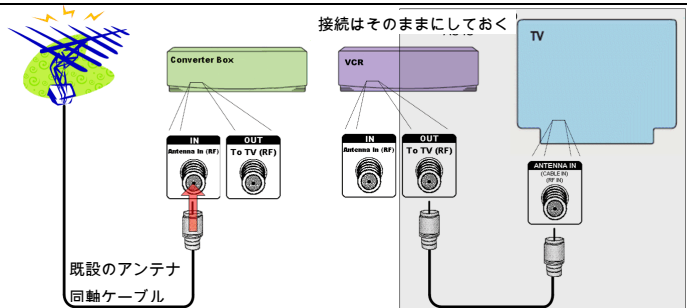 接続はそのままにしておく
TV
Converter Box
VCR
IN
Antenna In (RF)
OUT
To TV (RF)
IN
Antenna In (RF)
OUT
To TV (RF)
ANTENNA IN
(CABLE IN)
(RF IN)
既設のアンテナ
同軸ケーブル